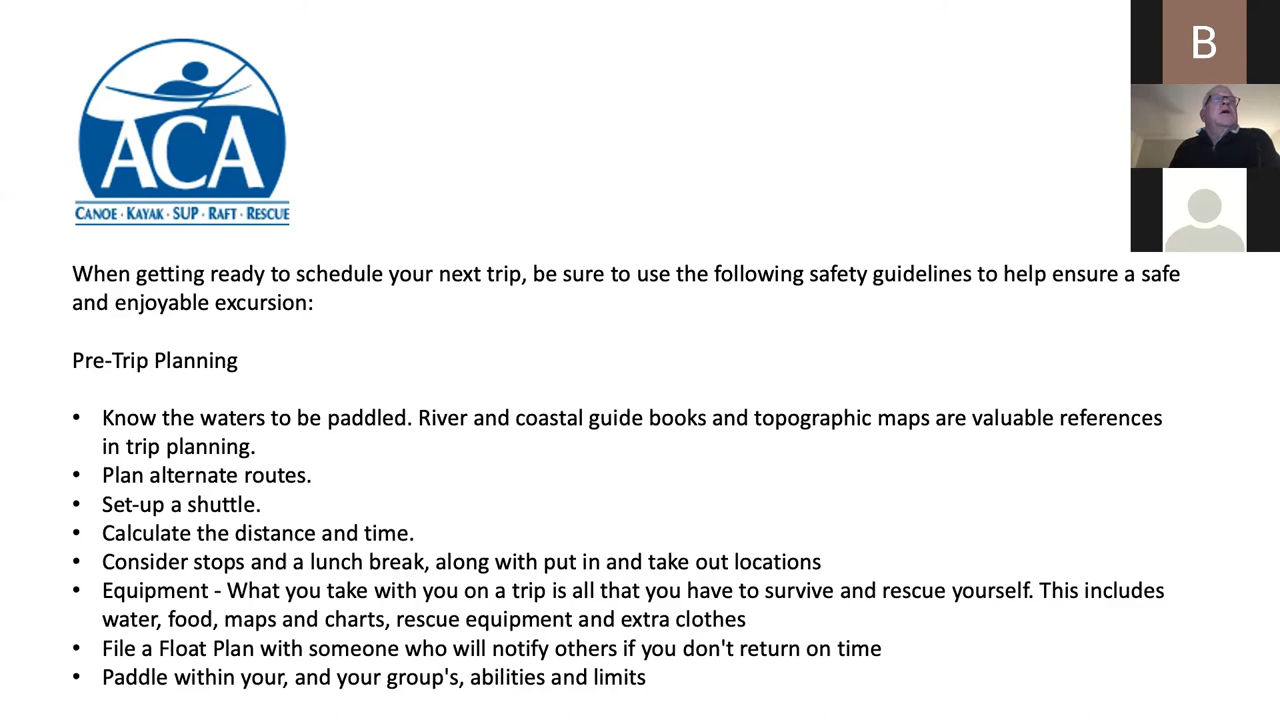 ACA
CANOE · KAYAK · SUP · RAFT · RESCUE
B
When getting ready to schedule your next trip, be sure to use the following safety guidelines to help ensure a safe
and enjoyable excursion:
Pre-Trip Planning
• Know the waters to be paddled. River and coastal guide books and topographic maps are valuable references
in trip planning.
• Plan alternate routes.
• Set-up a shuttle.
• Calculate the distance and time.
• Consider stops and a lunch break, along with put in and take out locations
• Equipment - What you take with you on a trip is all that you have to survive and rescue yourself. This includes
water, food, maps and charts, rescue equipment and extra clothes
• File a Float Plan with someone who will notify others if you don't return on time
• Paddle within your, and your group's, abilities and limits